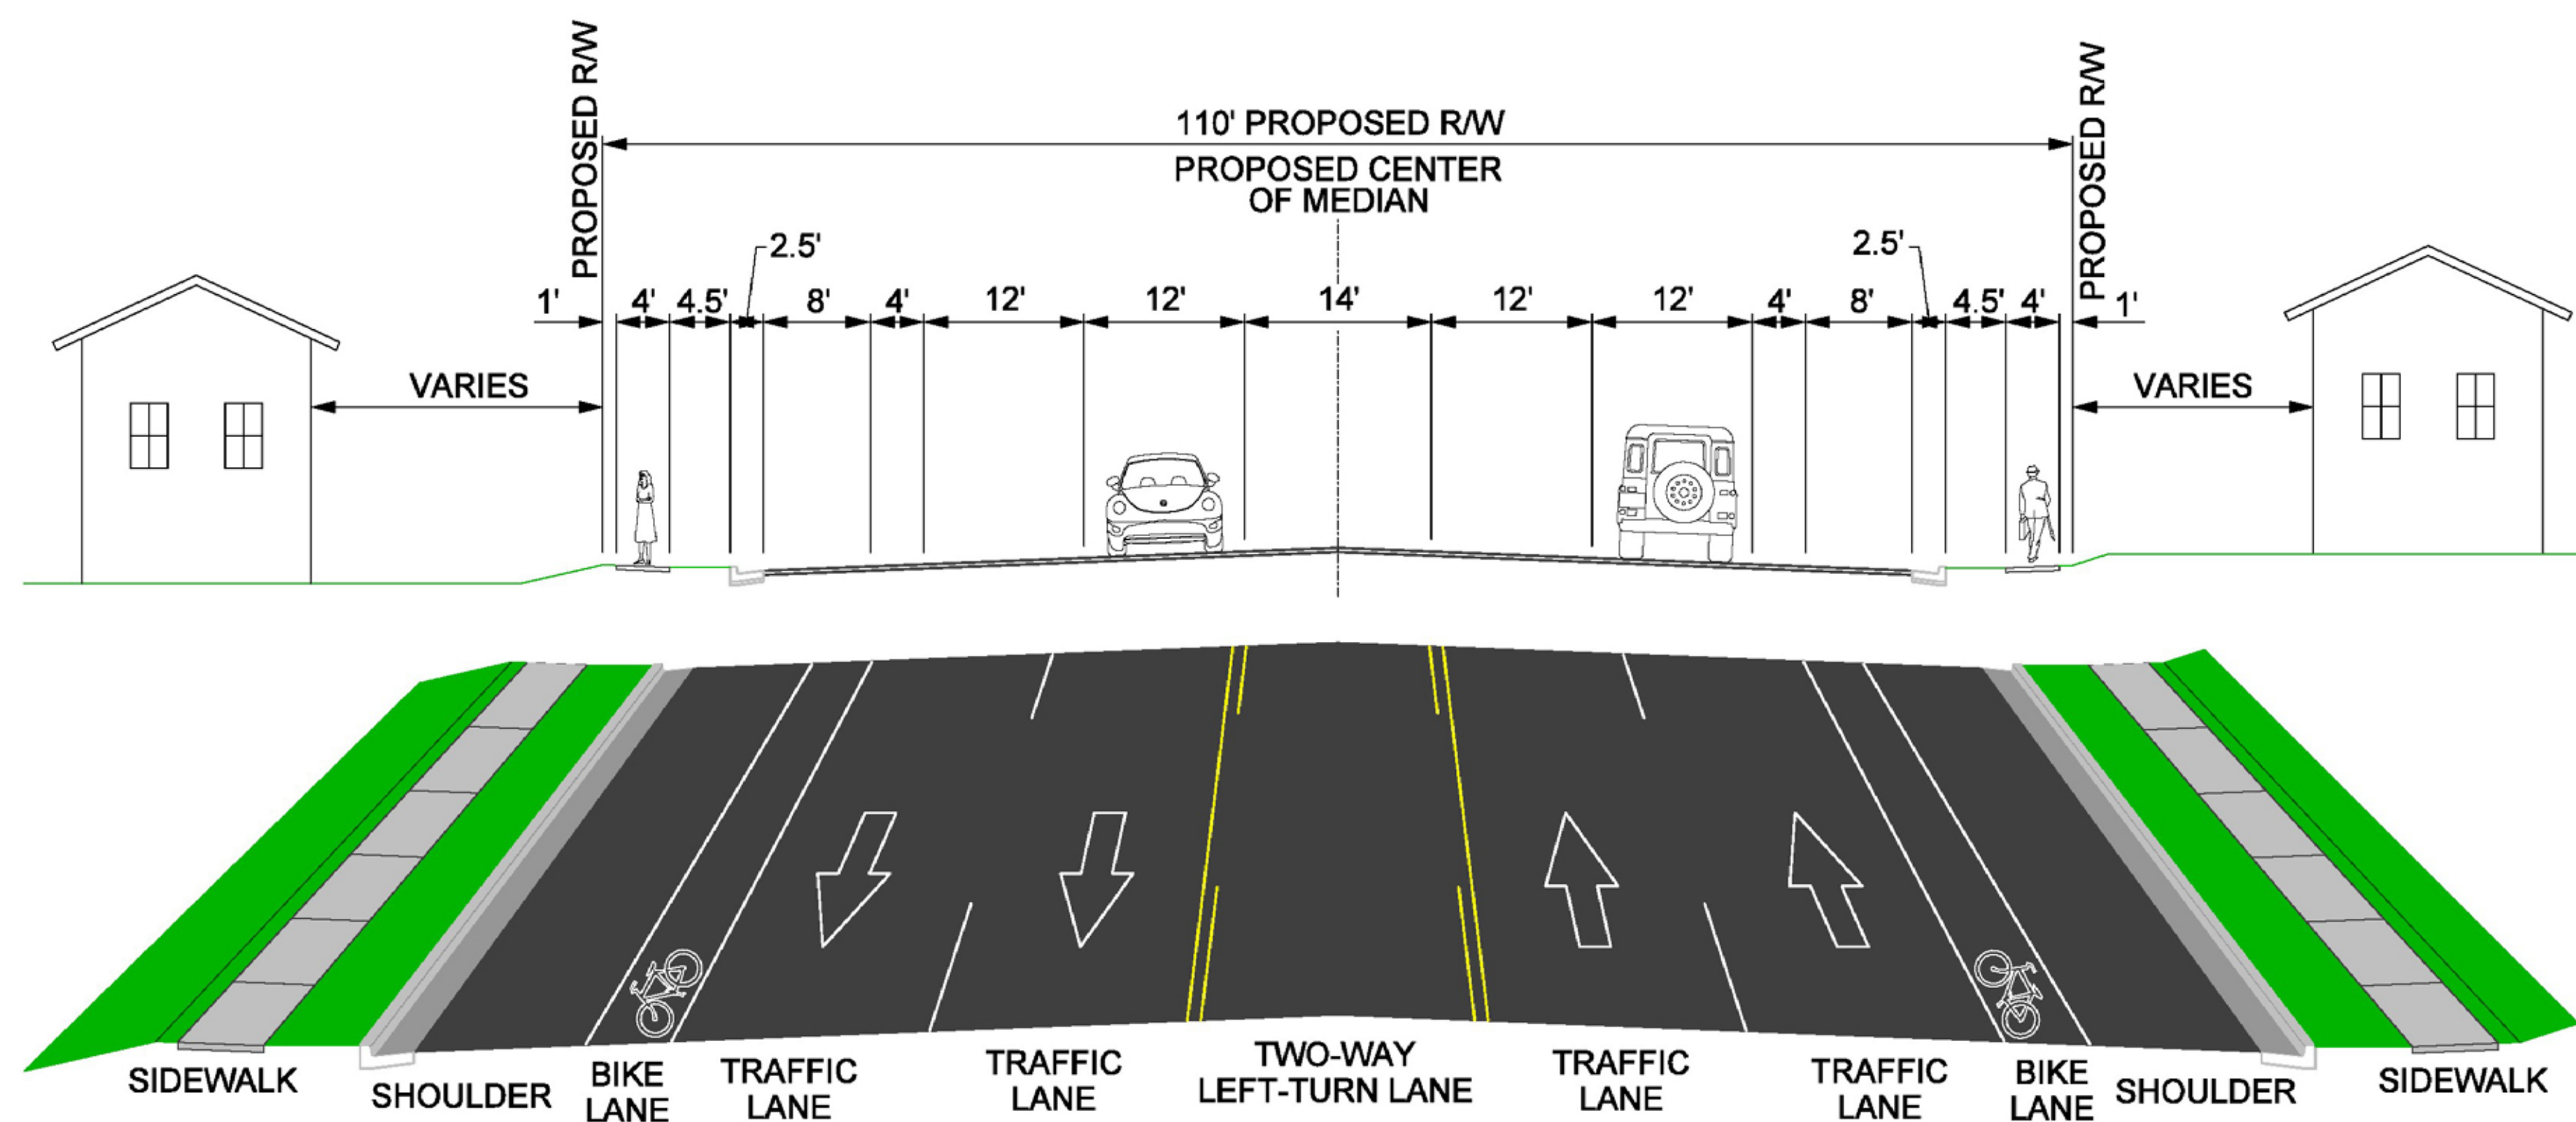 PROPOSED R/W
PROPOSED R/W
110' PROPOSED R/W
PROPOSED CENTER
OF MEDIAN
2.5'
2.5'
1'
4'
4.5'
8'
4'
12'
12'
14'
12'
12'
4'
8'
4.5'
4'
1'
VARIES
VARIES
SIDEWALK
SHOULDER
BIKE
LANE
TRAFFIC
LANE
TRAFFIC
LANE
TWO-WAY
LEFT-TURN LANE
TRAFFIC
LANE
TRAFFIC
LANE
BIKE
LANE
SHOULDER
SIDEWALK